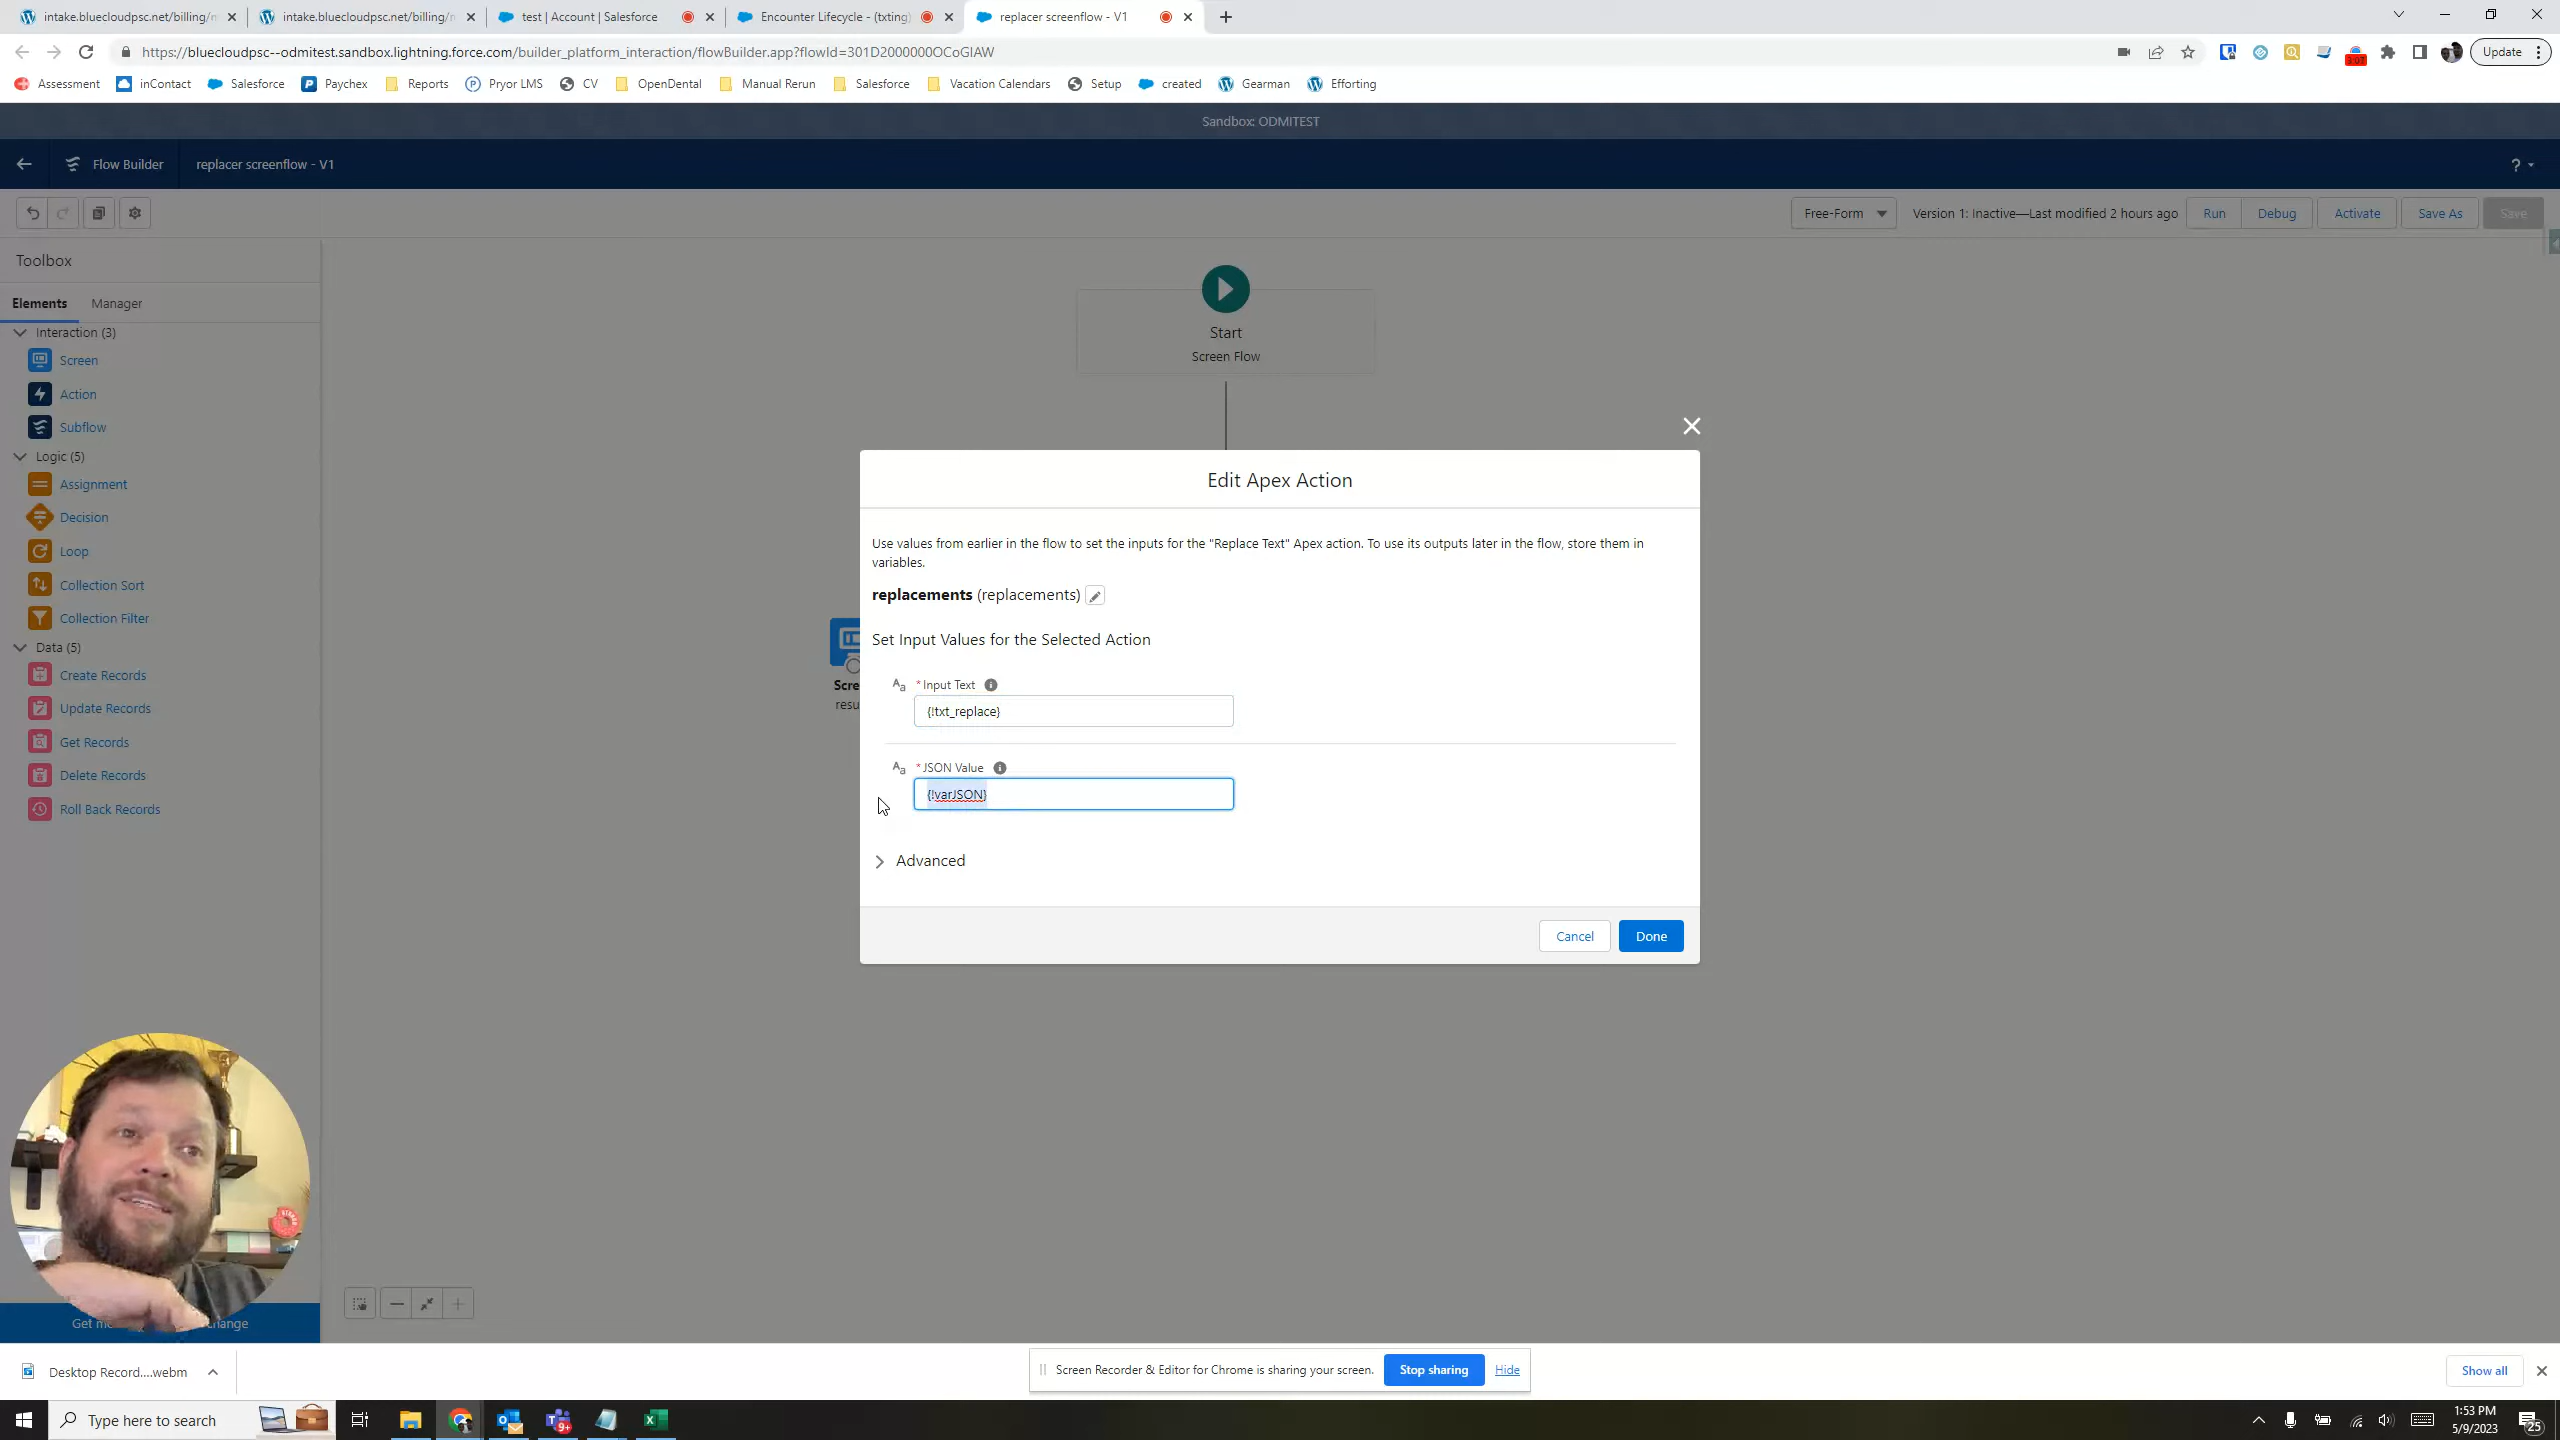 intake.bluecloudpsc.net/billing/
intake.bluecloudpsc.net/billing/
test | Account | Salesforce
Encounter Lifecycle - (txting)
replacer screenflow - V1
https://bluecloudpsc--odmitest.sandbox.lightning.force.com/builder_platform_interaction/flowBuilder.app?flowId=301D2000000OCoGIAW
3:07
Update
Assessment
inContact
Salesforce
Paychex
Reports
Pryor LMS
CV
OpenDental
Manual Rerun
Salesforce
Vacation Calendars
Setup
created
Gearman
Efforting
Sandbox: ODMITEST
Flow Builder
replacer screenflow - V1
?
Free-Form
Version 1: Inactive—Last modified 2 hours ago
Run
Debug
Activate
Save As
Save
Toolbox
Elements
Manager
Interaction (3)
Screen
Action
Subflow
Logic (5)
Assignment
Decision
Loop
Collection Sort
Collection Filter
Data (5)
Create Records
Update Records
Get Records
Delete Records
Roll Back Records
Start
Screen Flow
Scre
resu
Edit Apex Action
Use values from earlier in the flow to set the inputs for the "Replace Text" Apex action. To use its outputs later in the flow, store them in
variables.
replacements (replacements)
Set Input Values for the Selected Action
Aa
*Input Text
{!txt_replace}
Aa
*JSON Value
{!varJSON}
Advanced
Cancel
Done
Desktop Record....webm
Screen Recorder & Editor for Chrome is sharing your screen.
Stop sharing
Hide
Show all
Type here to search
9+
1:53 PM
5/9/2023
25